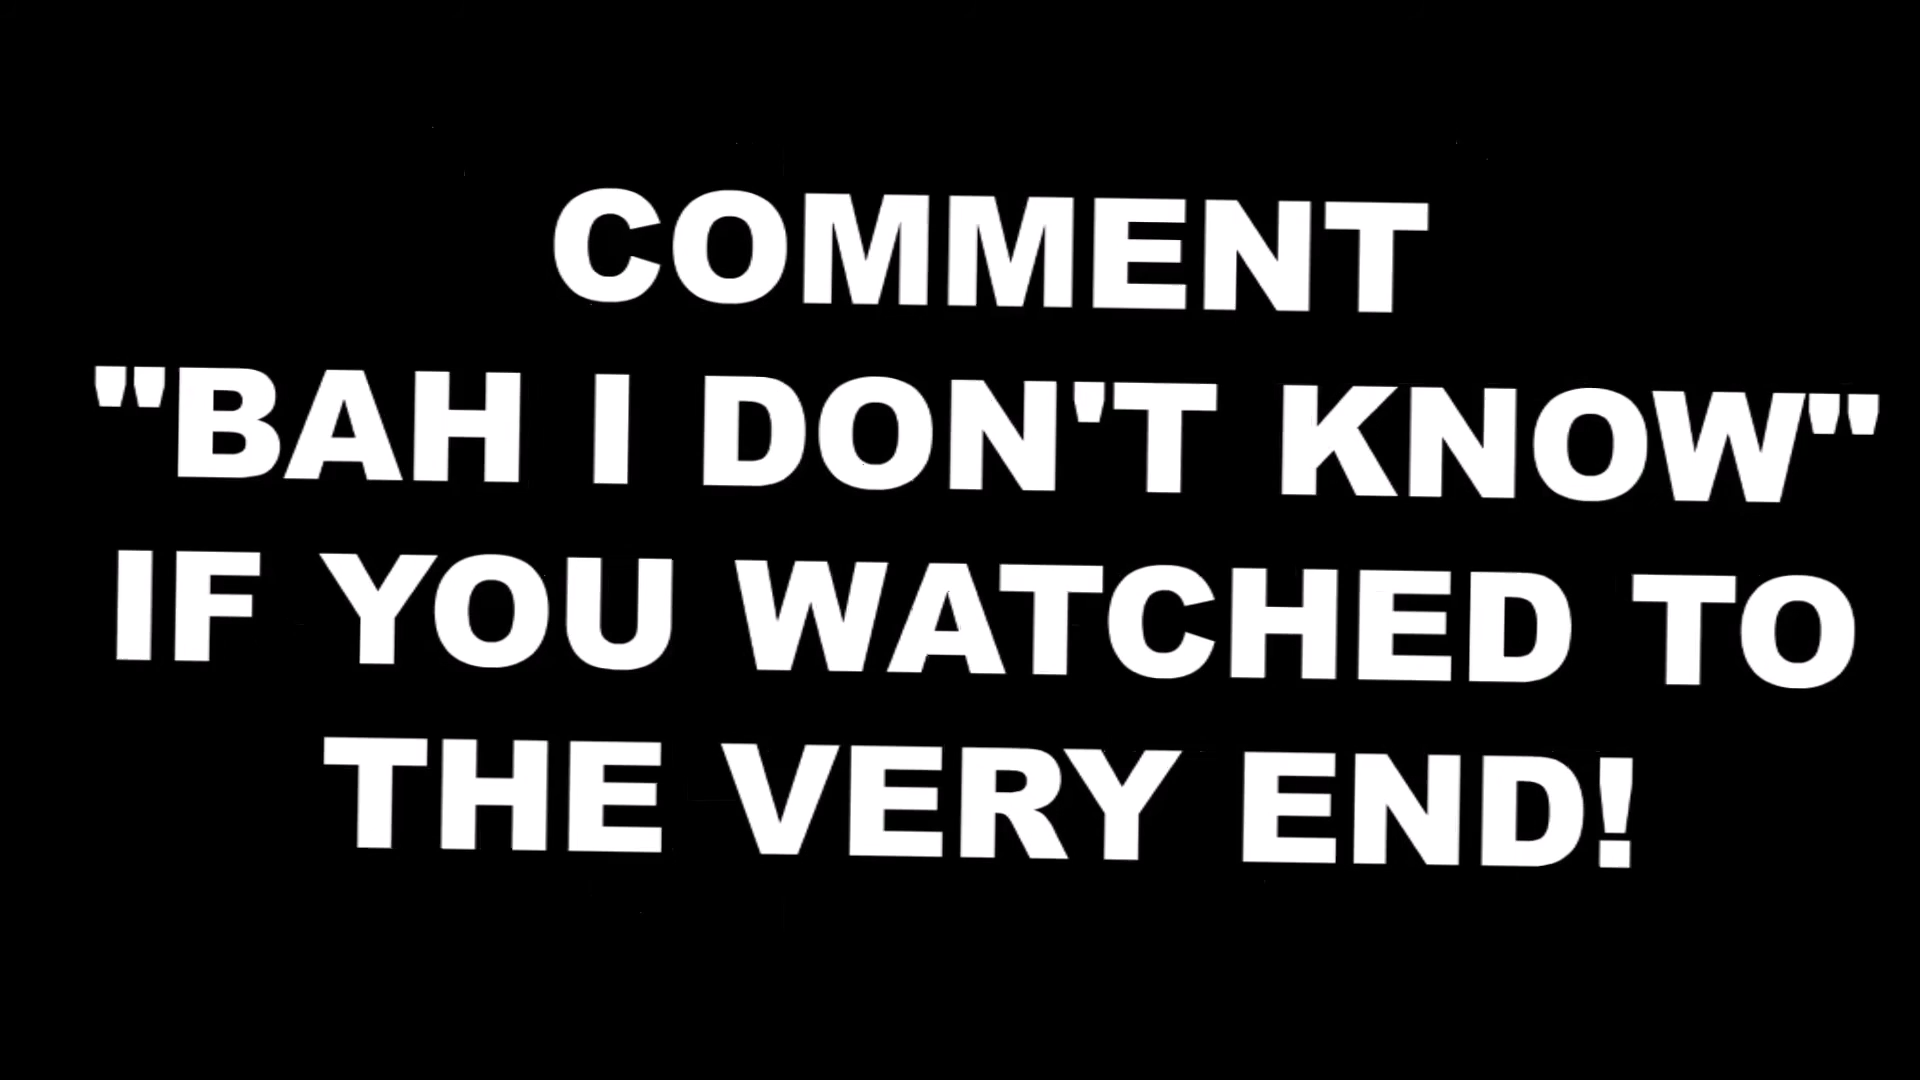 COMMENT
"BAH I DON'T KNOW"
IF YOU WATCHED TO
THE VERY END!